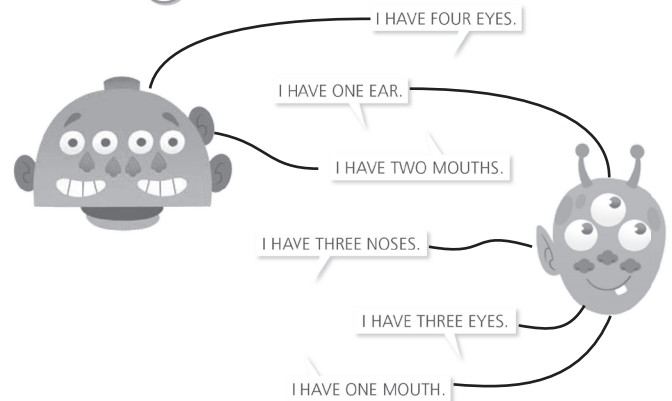 I HAVE FOUR EYES.
I HAVE ONE EAR.
I HAVE TWO MOUTHS.
I HAVE THREE NOSES.
I HAVE THREE EYES.
I HAVE ONE MOUTH.